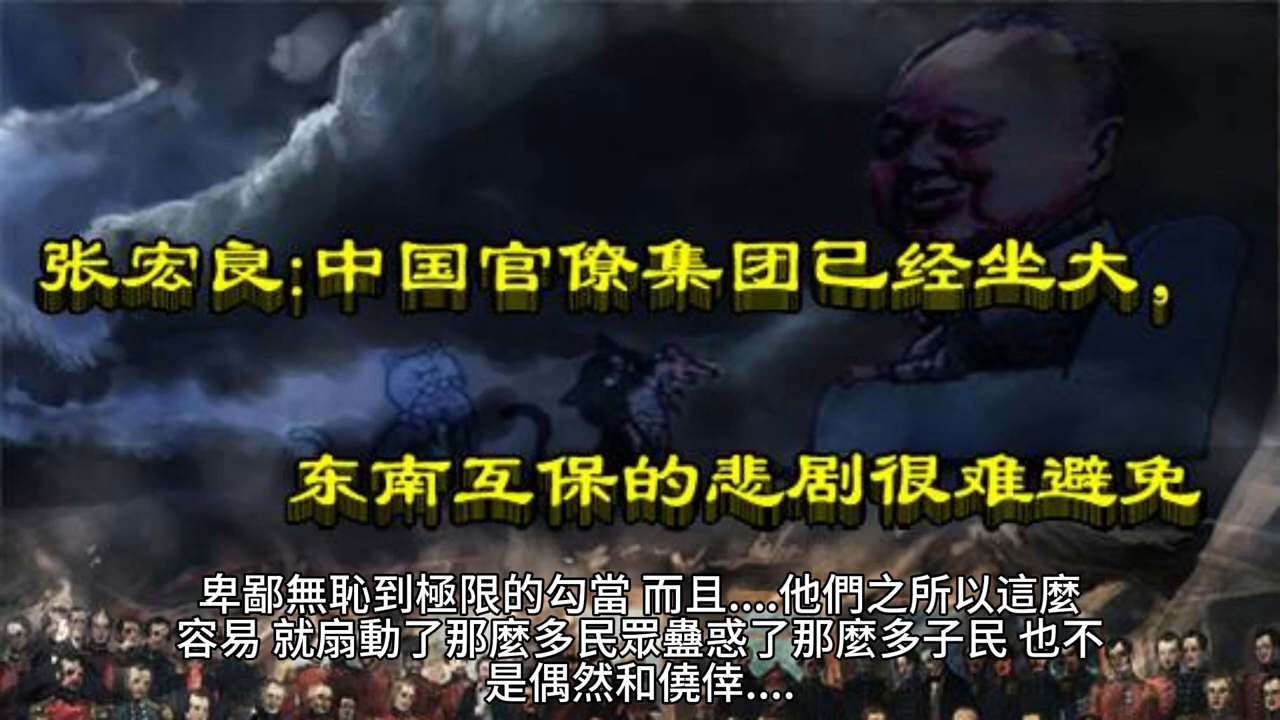 张宏良:中国官僚集团已经坐大,
东南互保的悲剧很难避免
卑鄙無恥到極限的勾當 而且....他們之所以這麼
容易 就扇動了那麼多民眾蠱惑了那麼多子民 也不
是偶然和僥倖....